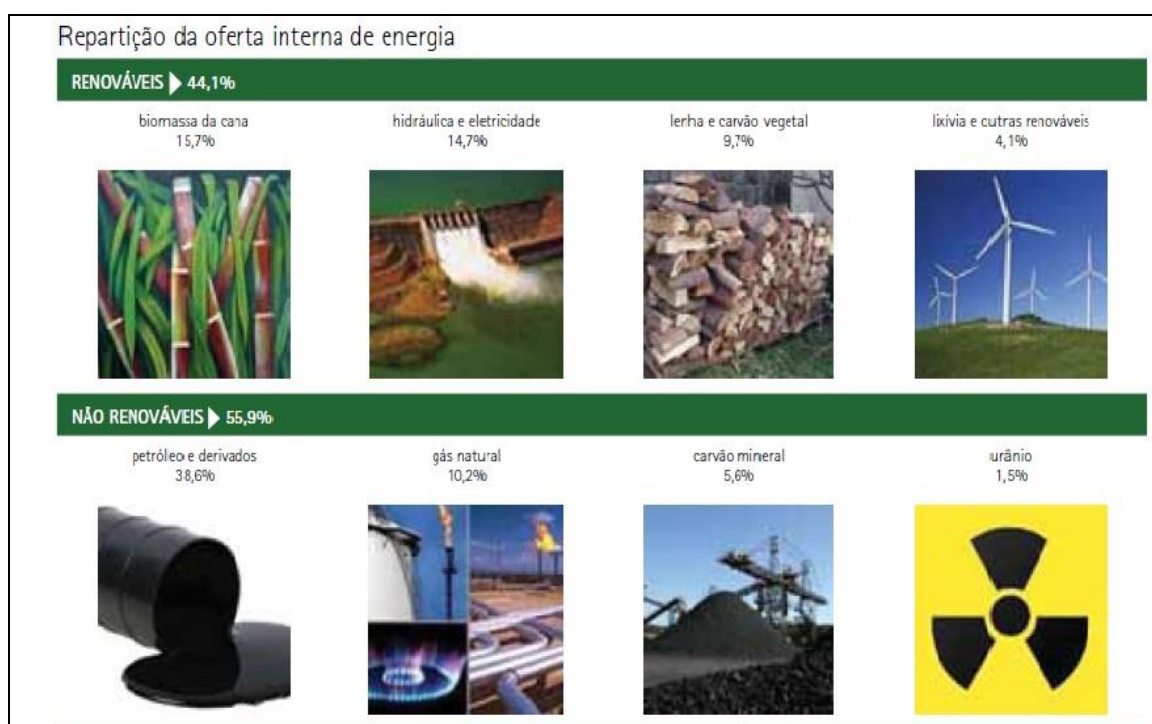 Repartição da oferta interna de energia
RENOVÁVEIS ▶ 44,1%
biomassa da cana
15,7%
hidráulica e eletricidade
14,7%
lenha e carvão vegetal
9,7%
lixívia e outras renováveis
4,1%
NÃO RENOVÁVEIS ▶ 55,9%
petróleo e derivados
38,6%
gás natural
10,2%
carvão mineral
5,6%
urânio
1,5%